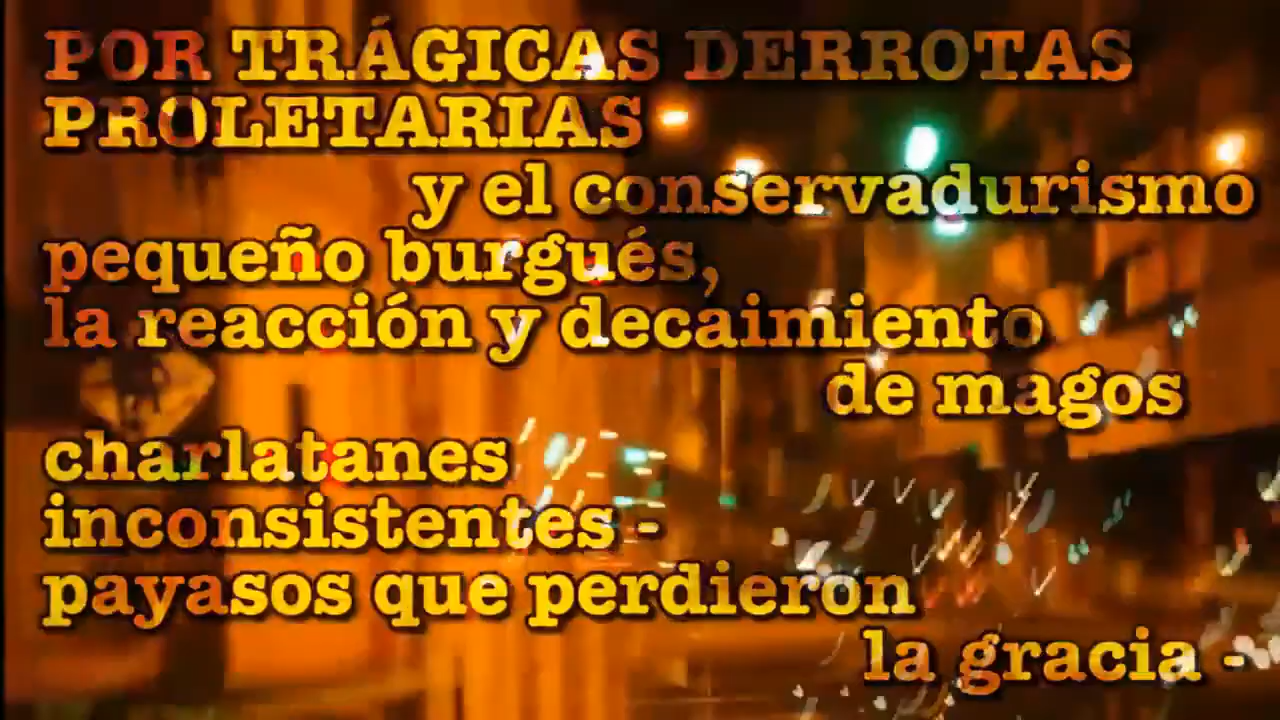 POR TRÁGICAS DERROTAS
PROLETARIAS
y el conservadurismo
pequeño burgués,
la reacción y decaimiento
de magos
charlatanes
inconsistentes -
payasos que perdieron
la gracia -